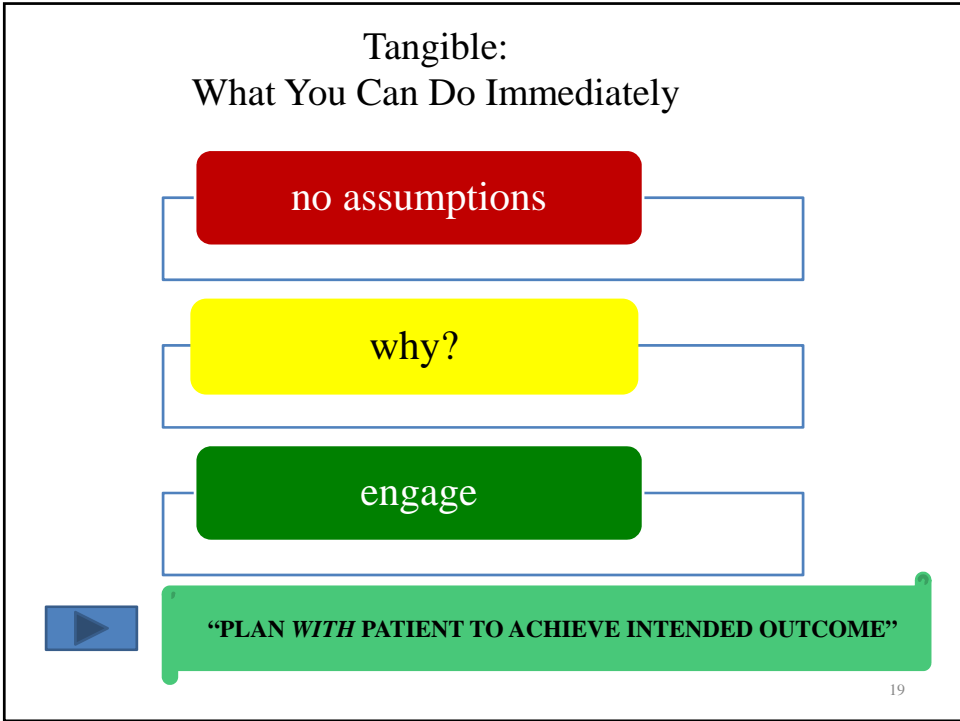 Tangible:
What You Can Do Immediately
no assumptions
why?
engage
“PLAN WITH PATIENT TO ACHIEVE INTENDED OUTCOME”
19